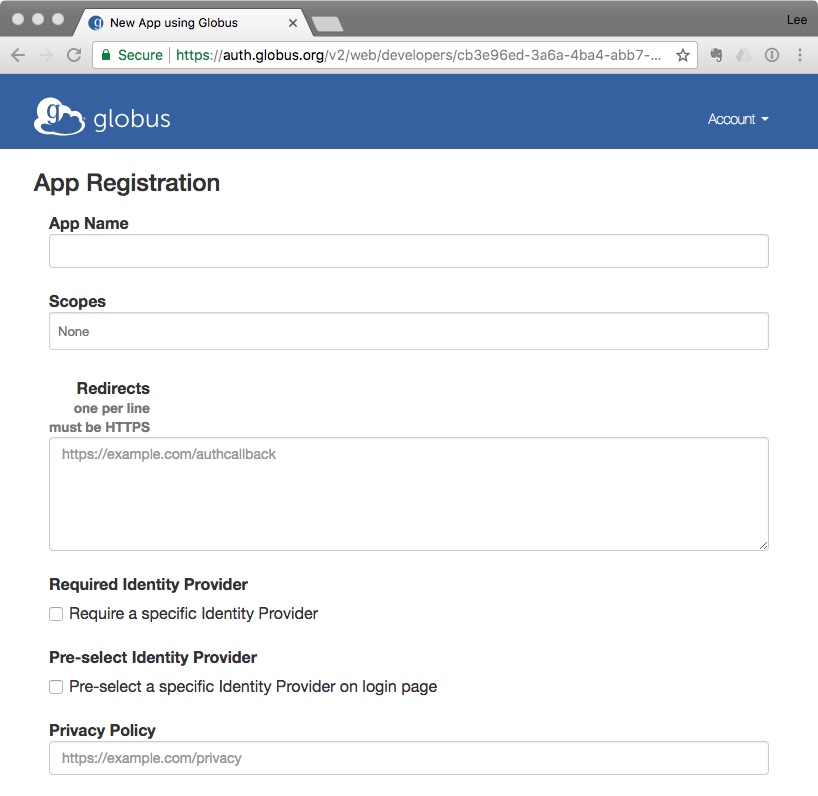 New App using Globus
Lee
Secure https://auth.globus.org/v2/web/developers/cb3e96ed-3a6a-4ba4-abb7-...
g globus
Account
App Registration
App Name
Scopes
None
Redirects
one per line
must be HTTPS
https://example.com/authcallback
Required Identity Provider
Require a specific Identity Provider
Pre-select Identity Provider
Pre-select a specific Identity Provider on login page
Privacy Policy
https://example.com/privacy